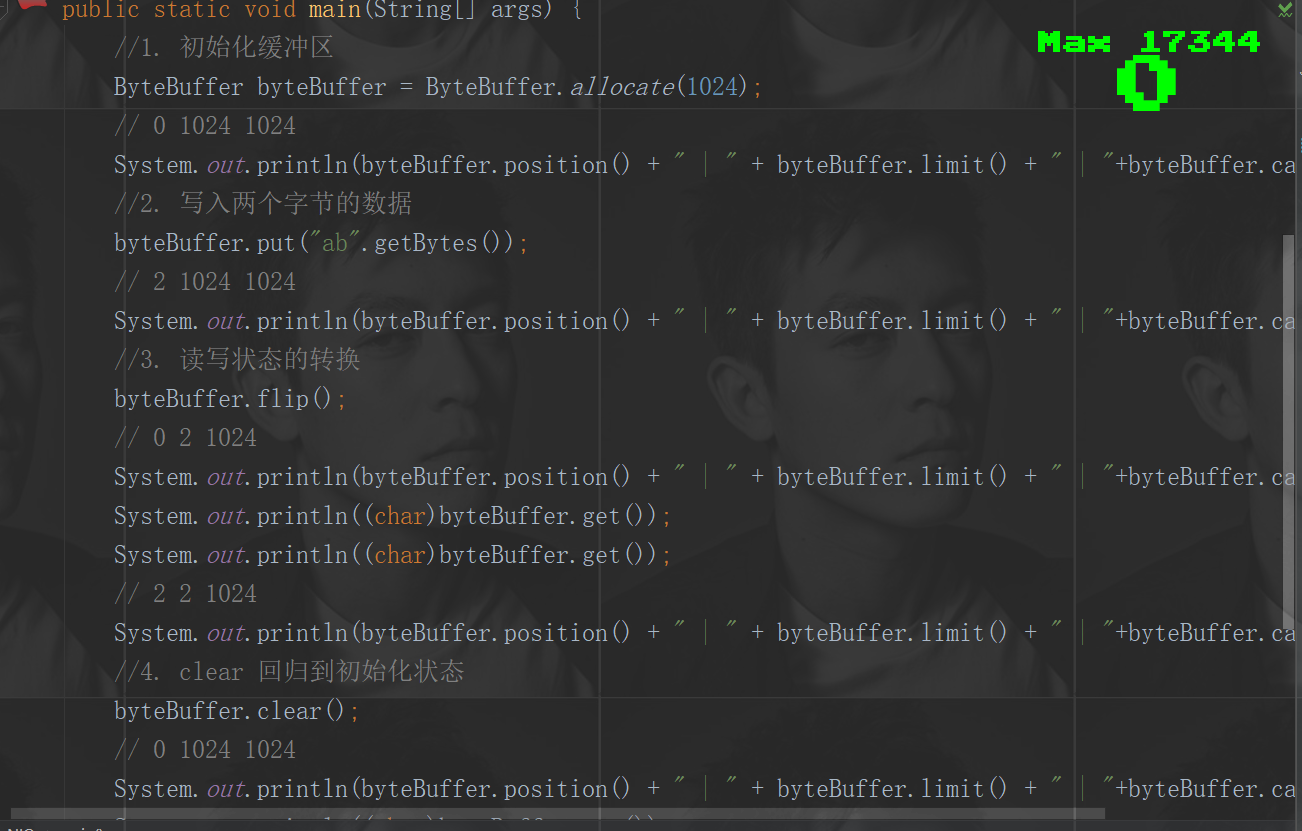 public static void main(String[] args) {
//1. 初始化缓冲区
Max 17344
ByteBuffer byteBuffer = ByteBuffer.allocate(1024);
0
// 0 1024 1024
System.out.println(byteBuffer.position() + " | " + byteBuffer.limit() + " | "+byteBuffer.ca
//2. 写入两个字节的数据
byteBuffer.put("ab".getBytes());
// 2 1024 1024
System.out.println(byteBuffer.position() + " | " + byteBuffer.limit() + " | "+byteBuffer.ca
//3. 读写状态的转换
byteBuffer.flip();
// 0 2 1024
System.out.println(byteBuffer.position() + " | " + byteBuffer.limit() + " | "+byteBuffer.ca
System.out.println((char)byteBuffer.get());
System.out.println((char)byteBuffer.get());
// 2 2 1024
System.out.println(byteBuffer.position() + " | " + byteBuffer.limit() + " | "+byteBuffer.ca
//4. clear 回归到初始化状态
byteBuffer.clear();
// 0 1024 1024
System.out.println(byteBuffer.position() + " | " + byteBuffer.limit() + " | "+byteBuffer.ca